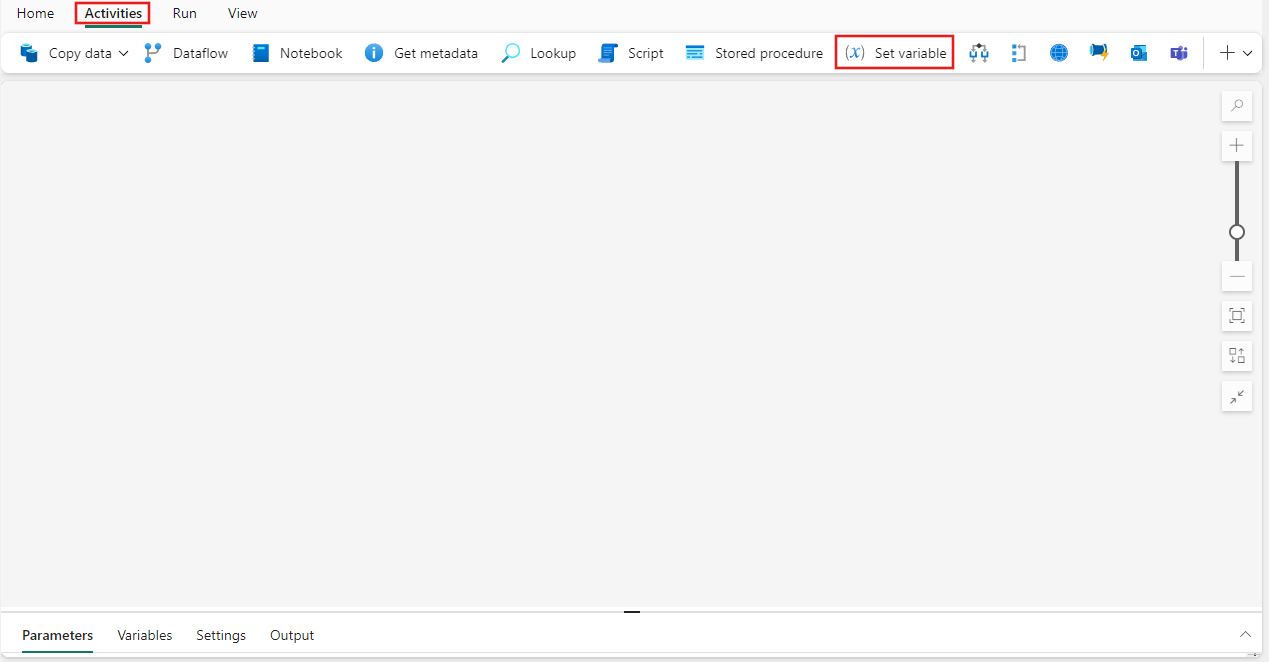 Home Activities Run View
Copy data Dataflow Notebook Get metadata Lookup Script Stored procedure (x) Set variable
Parameters Variables Settings Output